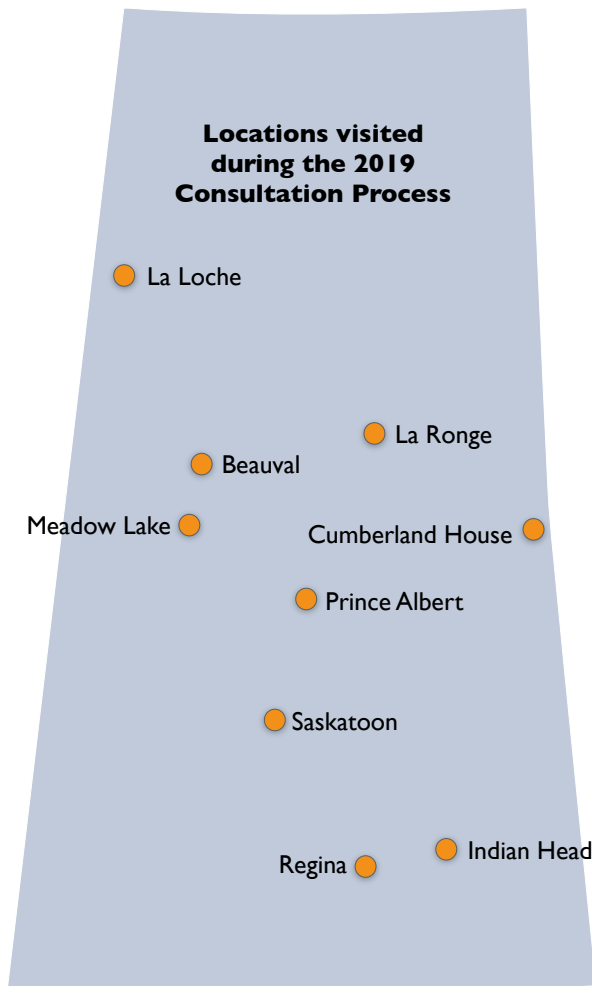 Locations visited
during the 2019
Consultation Process
La Loche
La Ronge
Beauval
Meadow Lake
Cumberland House
Prince Albert
Saskatoon
Indian Head
Regina